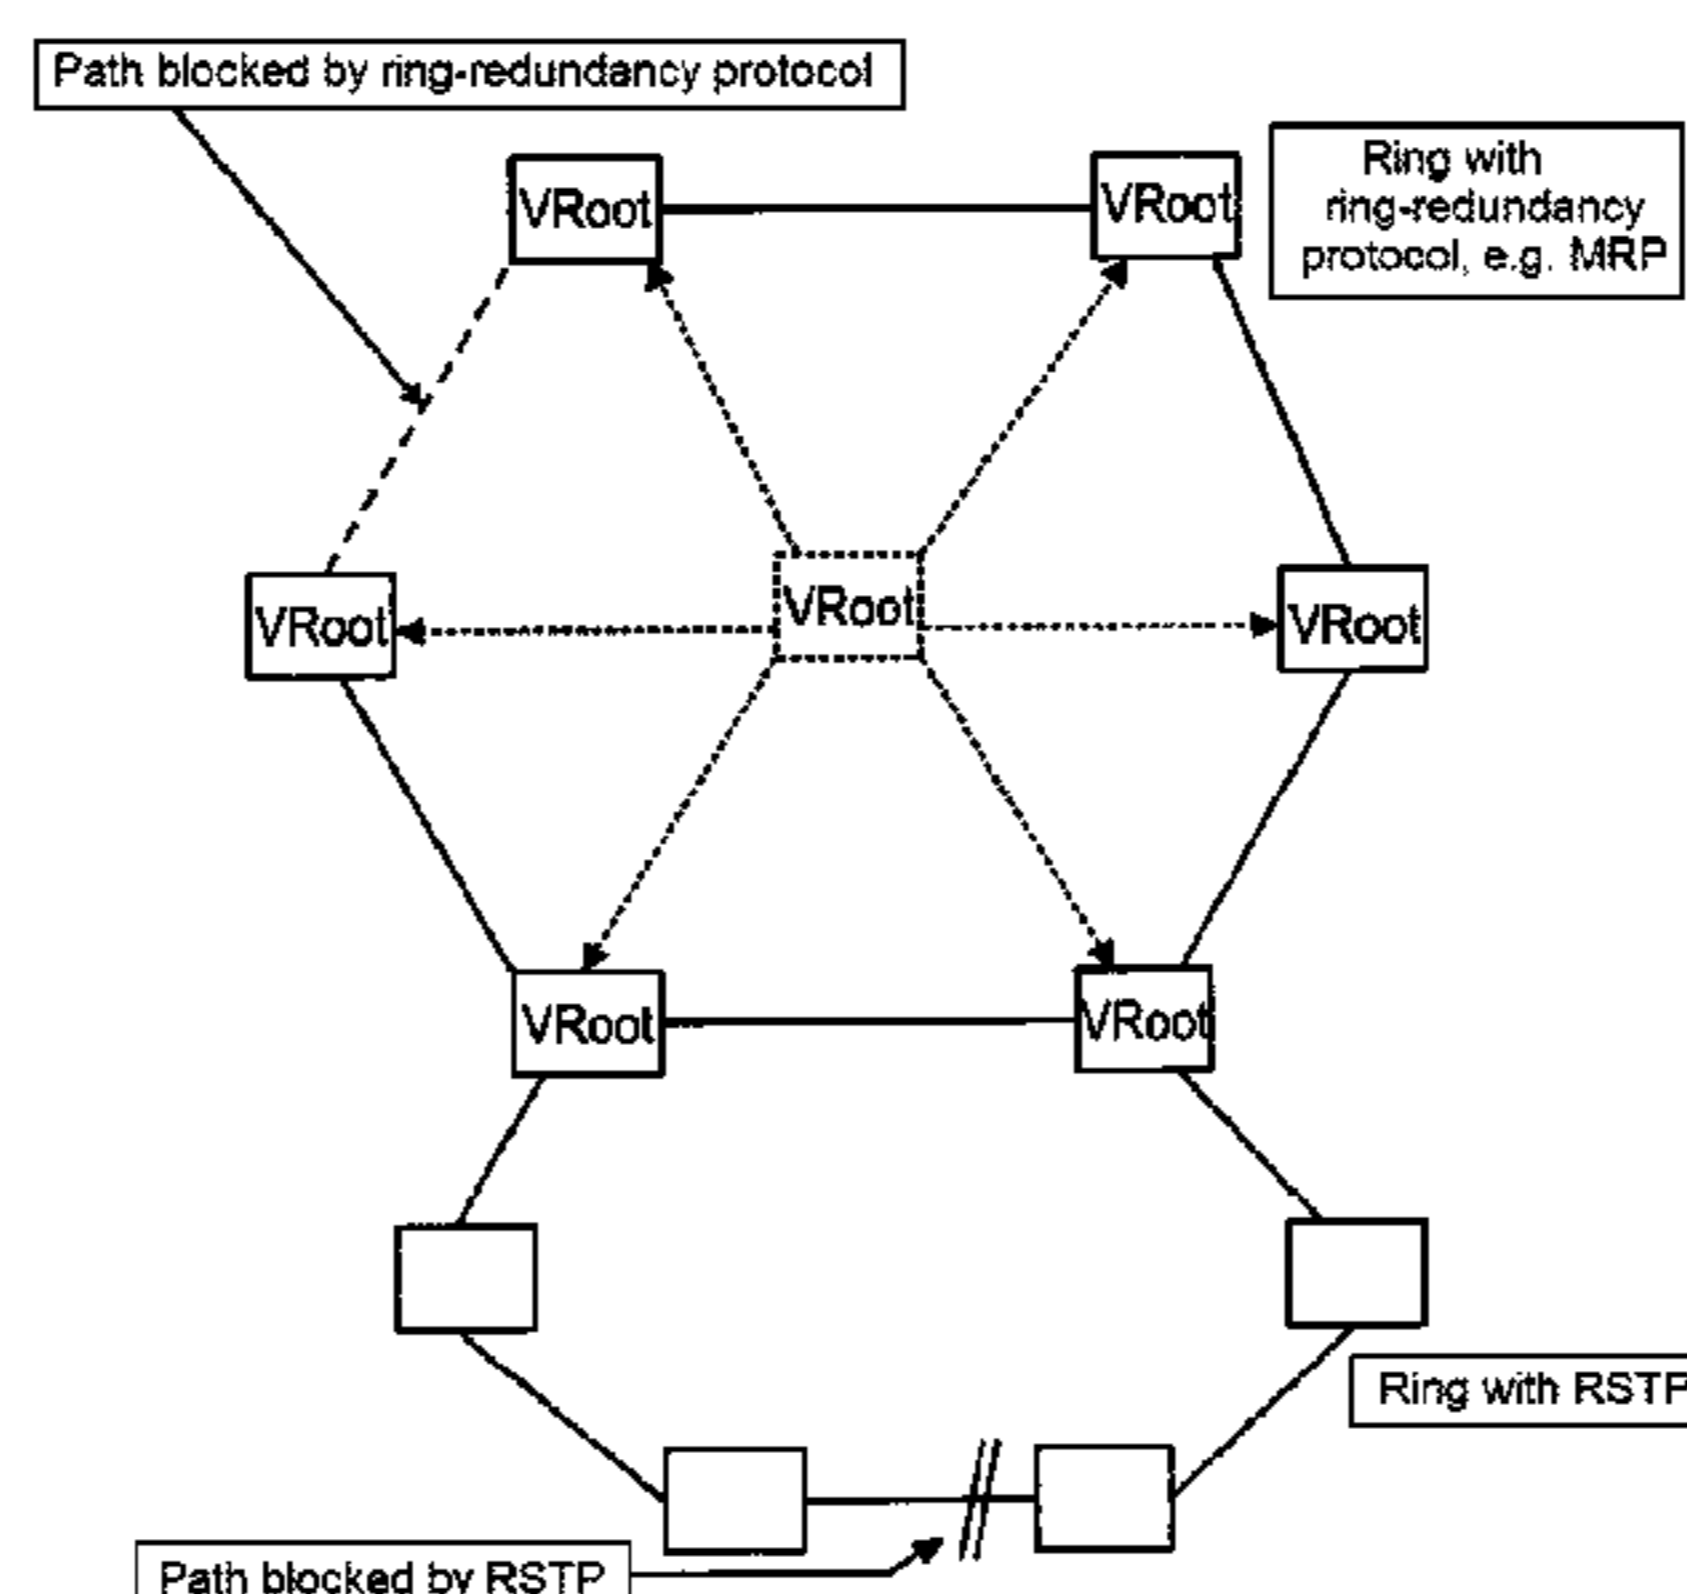 Path blocked by ring-redundancy protocol
Ring with
ring-redundancy
protocol, e.g. MRP
VRoot
VRoot
VRoot
VRoot
VRoot
VRoot
VRoot
Ring with RSTP
Path blocked by RSTP